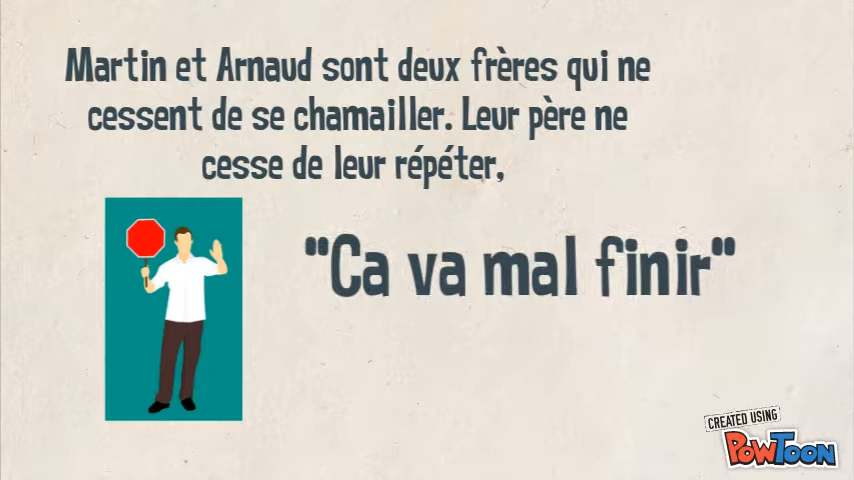 Martin et Arnaud sont deux frères qui ne
cessent de se chamailler. Leur père ne
cesse de leur répéter,
"Ca va mal finir"
CREATED USING
POWTOON